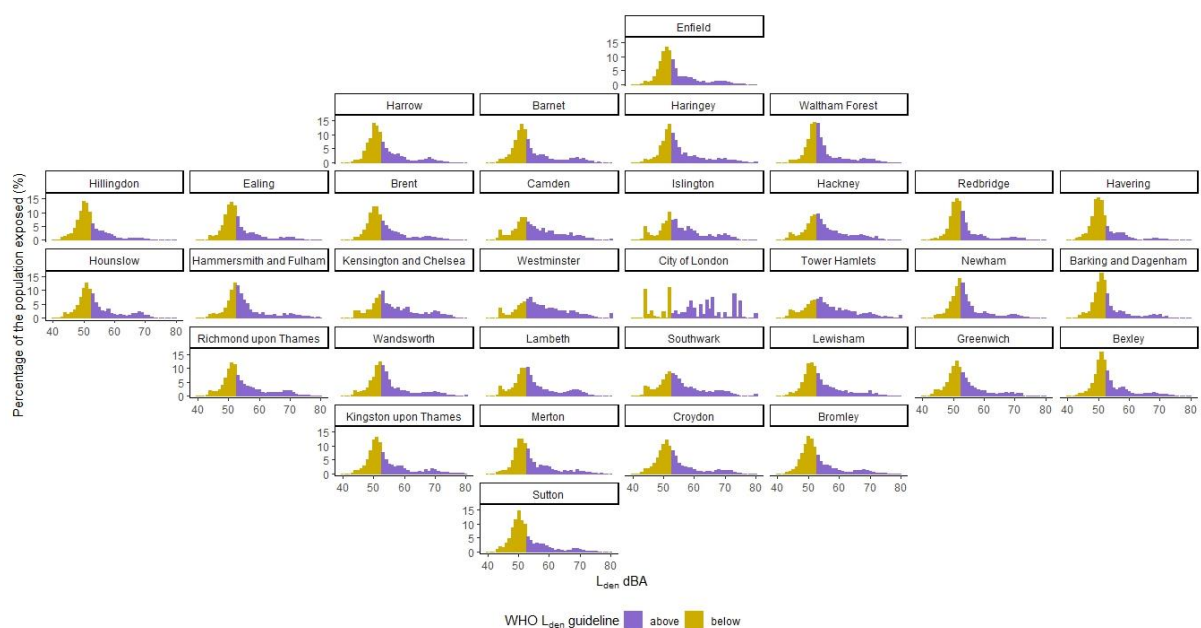 Enfield
15
10
5
0
Harrow Barnet Haringey Waltham Forest
15
10
5
0
Hillingdon Ealing Brent Camden Islington Hackney Redbridge Havering
15
10
5
0
Hounslow Hammersmith and Fulham Kensington and Chelsea Westminster City of London Tower Hamlets Newham Barking and Dagenham
15
10
5
0
40 50 60 70 80
40 50 60 70 80
Richmond upon Thames Wandsworth Lambeth Southwark Lewisham Greenwich Bexley
15
10
5
0
40 50 60 70 80
40 50 60 70 80
40 50 60 70 80
Kingston upon Thames Merton Croydon Bromley
15
10
5
0
40 50 60 70 80
40 50 60 70 80
40 50 60 70 80
Sutton
15
10
5
0
40 50 60 70 80
Percentage of the population exposed (%)
Lden dBA
WHO Lden guideline above below